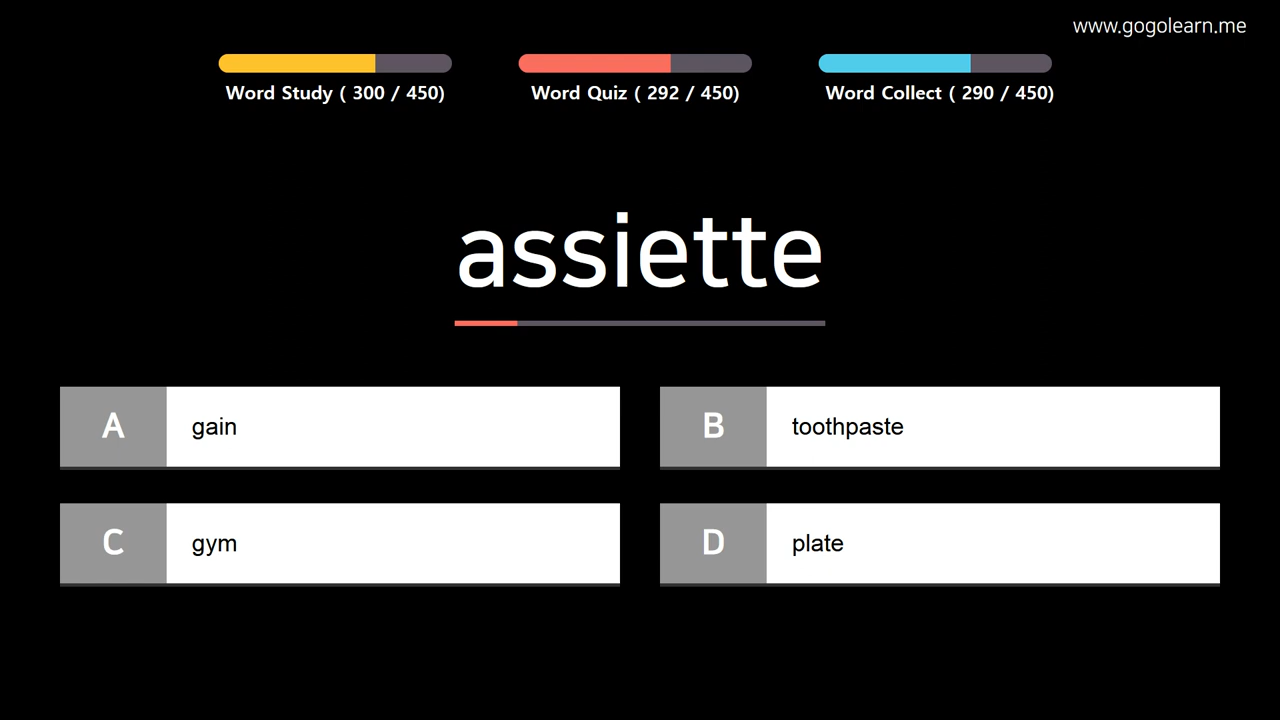 www.gogolearn.me
Word Study ( 300 / 450)
Word Quiz ( 292 / 450)
Word Collect ( 290 / 450)
assiette
A gain
B toothpaste
C gym
D plate